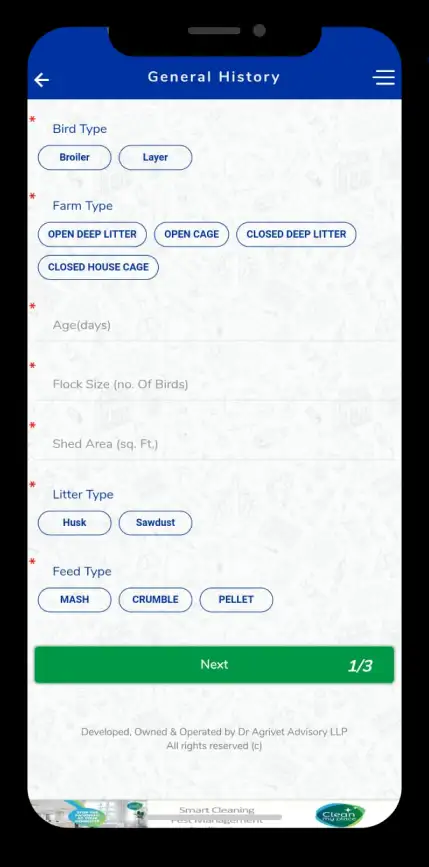 General History
* Bird Type
Broiler Layer
* Farm Type
OPEN DEEP LITTER OPEN CAGE CLOSED DEEP LITTER
CLOSED HOUSE CAGE
* Age(days)
* Flock Size (no. Of Birds)
* Shed Area (sq. Ft.)
* Litter Type
Husk Sawdust
* Feed Type
MASH CRUMBLE PELLET
Next 1/3
Developed, Owned & Operated by Dr Agrivet Advisory LLP
All rights reserved (c)
Smart Cleaning
Pest Management
Clean
my place